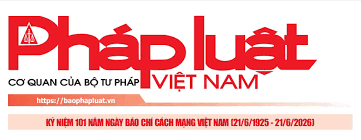 Pháp luật
CƠ QUAN CỦA BỘ TƯ PHÁP VIỆT NAM
https://baophapluat.vn
KỶ NIỆM 101 NĂM NGAY BÁO CHÍ CÁCH MẠNG VIỆT NAM (21/6/1925 - 21/6/2026)